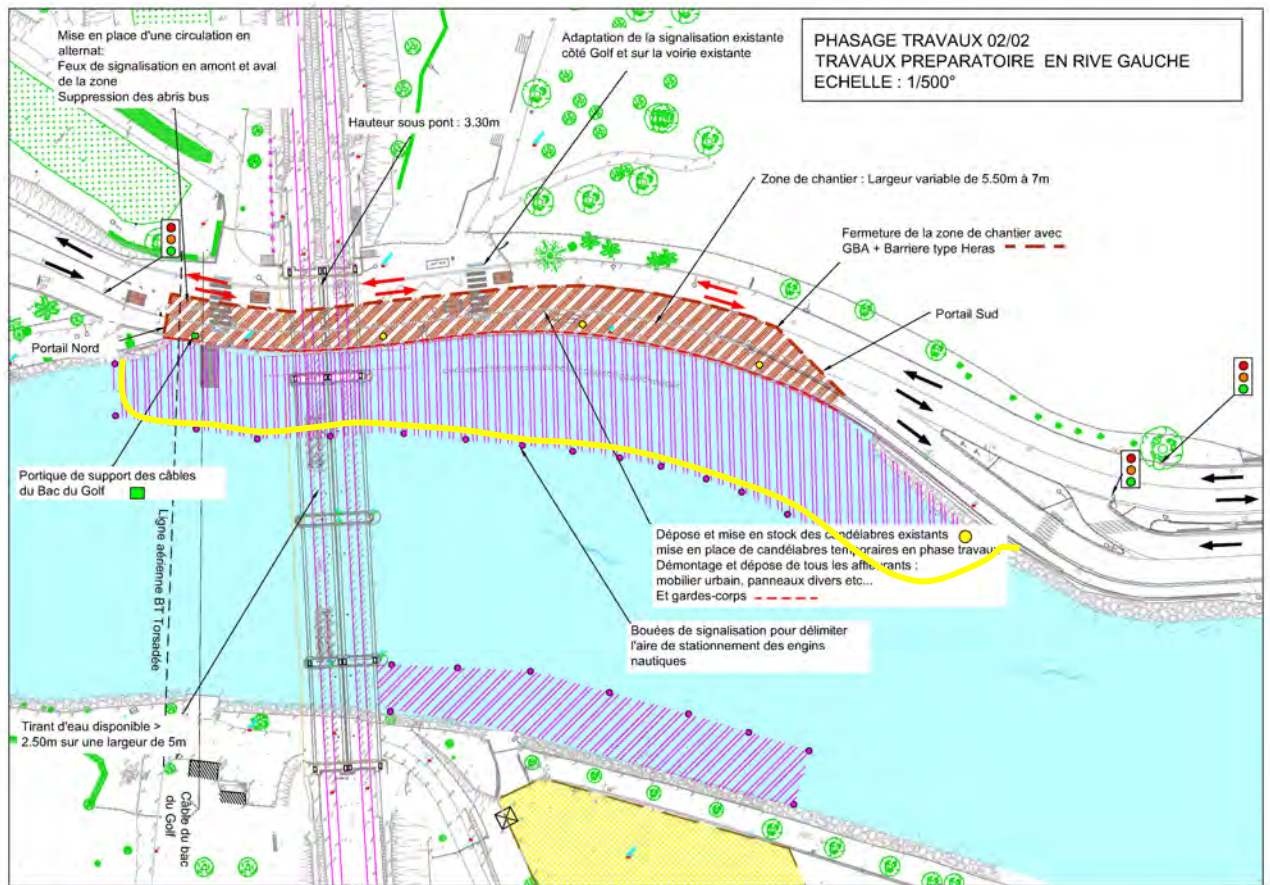 Mise en place d'une circulation en
alternat:
Feux de signalisation en amont et aval
de la zone
Suppression des abris bus
Adaptation de la signalisation existante
côté Golf et sur la voirie existante
PHASAGE TRAVAUX 02/02
TRAVAUX PREPARATOIRE EN RIVE GAUCHE
ECHELLE : 1/500°
Hauteur sous pont : 3.30m
Zone de chantier : Largeur variable de 5.50m à 7m
Fermeture de la zone de chantier avec
GBA + Barriere type Heras
Portail Sud
Portail Nord
Portique de support des câbles
du Bac du Golf
Ligne aérienne BT Torsadée
Dépose et mise en stock des candélabres existants
mise en place de candélabres temporaires en phase travaux
Démontage et dépose de tous les affleurants :
mobilier urbain, panneaux divers etc...
Et gardes-corps
Bouées de signalisation pour délimiter
l'aire de stationnement des engins
nautiques
Tirant d'eau disponible >
2.50m sur une largeur de 5m
Câble du bac
du Golf